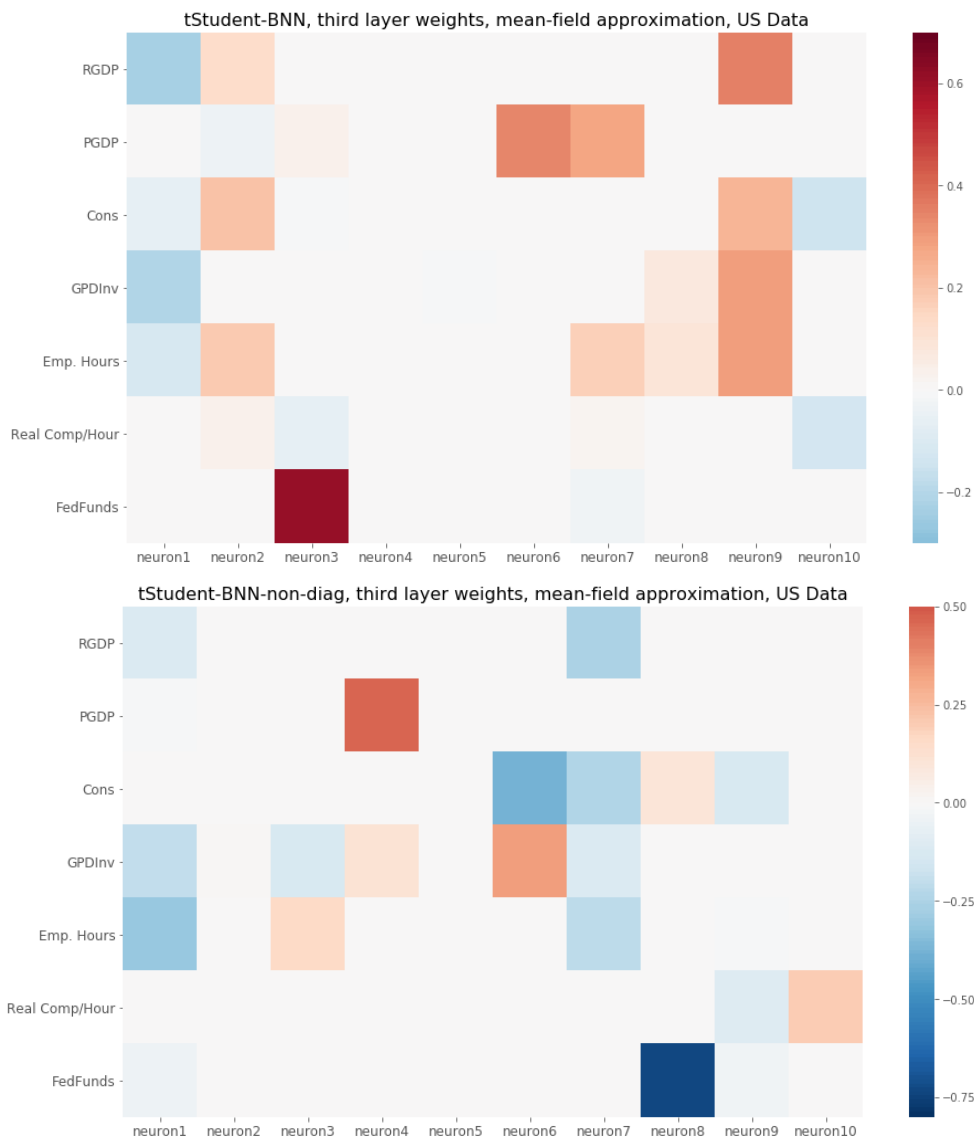 tStudent-BNN, third layer weights, mean-field approximation, US Data
RGDP
PGDP
Cons
GPDInv
Emp. Hours
Real Comp/Hour
FedFunds
neuron1 neuron2 neuron3 neuron4 neuron5 neuron6 neuron7 neuron8 neuron9 neuron10
0.6
0.4
0.2
0.0
−0.2
tStudent-BNN-non-diag, third layer weights, mean-field approximation, US Data
RGDP
PGDP
Cons
GPDInv
Emp. Hours
Real Comp/Hour
FedFunds
neuron1 neuron2 neuron3 neuron4 neuron5 neuron6 neuron7 neuron8 neuron9 neuron10
0.50
0.25
0.00
−0.25
−0.50
−0.75